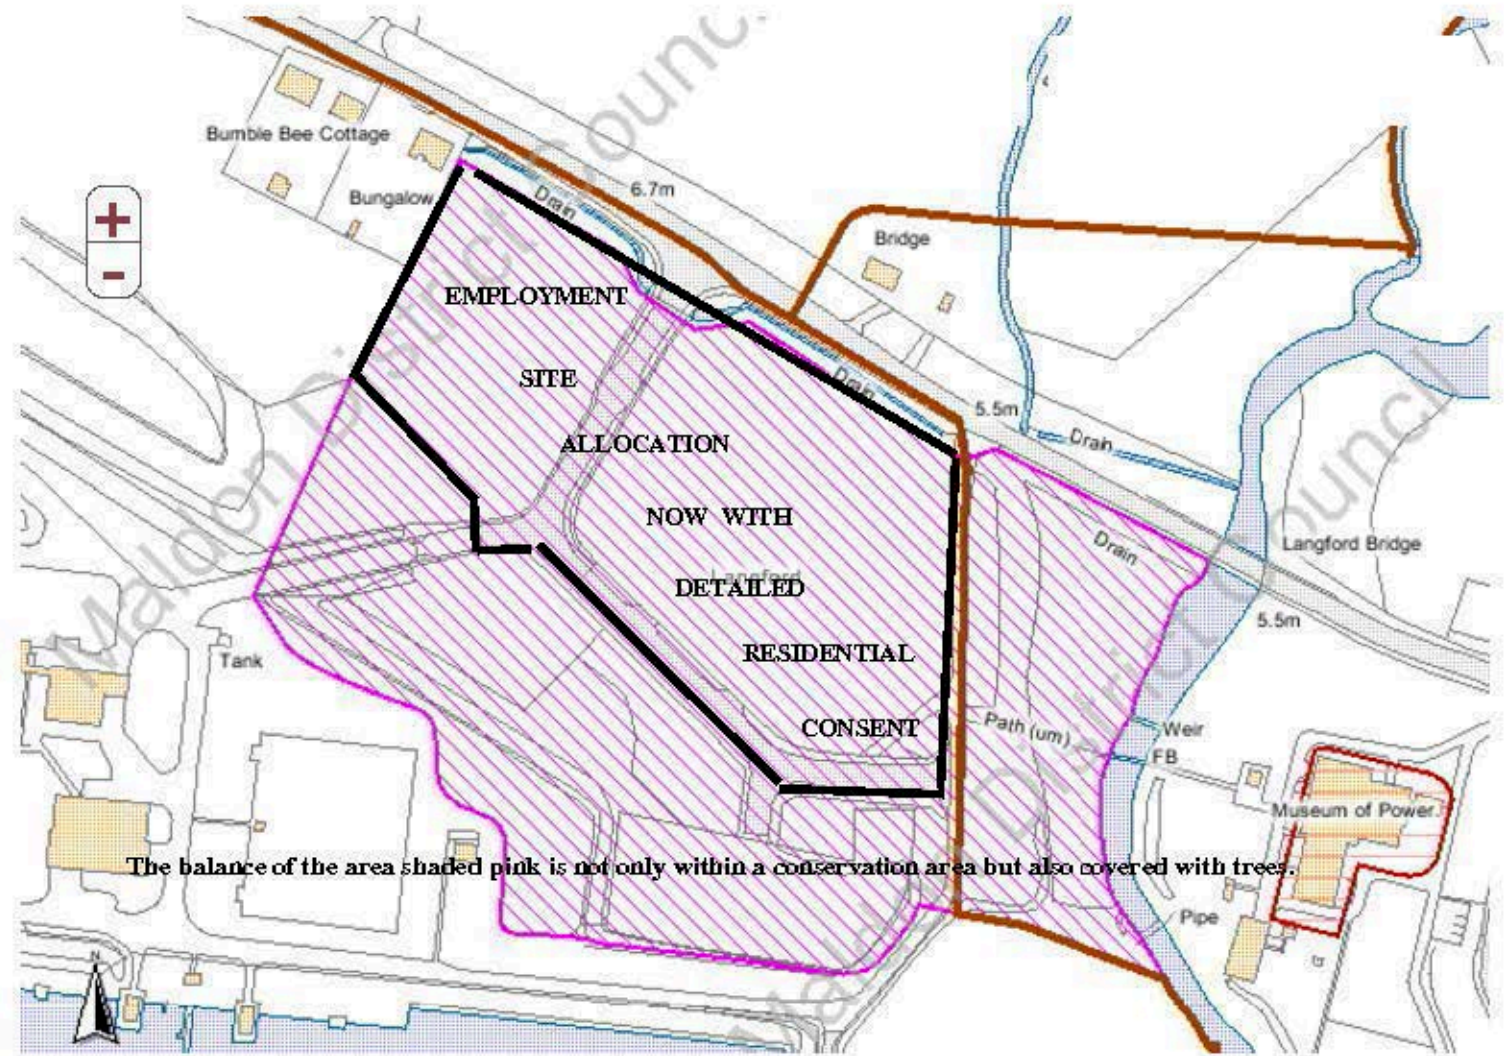 Maldon District Council
Bumble Bee Cottage
Bungalow
Drain
6.7m
Bridge
+
-
EMPLOYMENT
SITE
Drain
5.5m
ALLOCATION
Drain
NOW WITH
Drain
Langford Bridge
Langford
DETAILED
5.5m
RESIDENTIAL
Tank
CONSENT
Path (um)
Weir
FB
Museum of Power
The balance of the area shaded pink is not only within a conservation area but also covered with trees.
Pipe
N
Maldon District Council